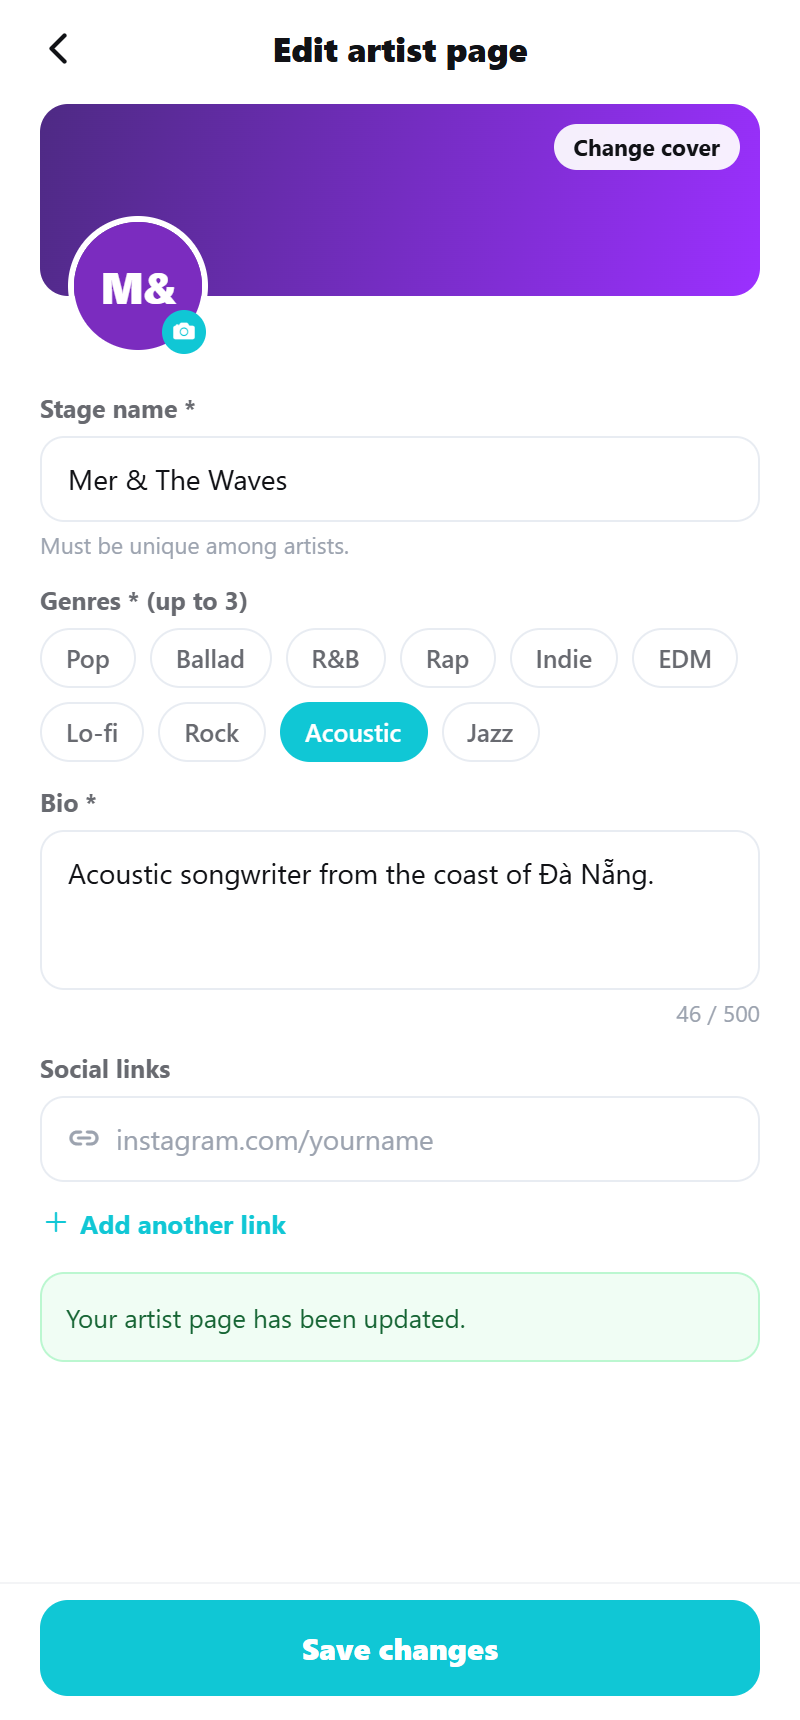 Edit artist page
Change cover
M&
Stage name *
Mer & The Waves
Must be unique among artists.
Genres * (up to 3)
Pop Ballad R&B Rap Indie EDM
Lo-fi Rock Acoustic Jazz
Bio *
Acoustic songwriter from the coast of Đà Nẵng.
46 / 500
Social links
instagram.com/yourname
+ Add another link
Your artist page has been updated.
Save changes